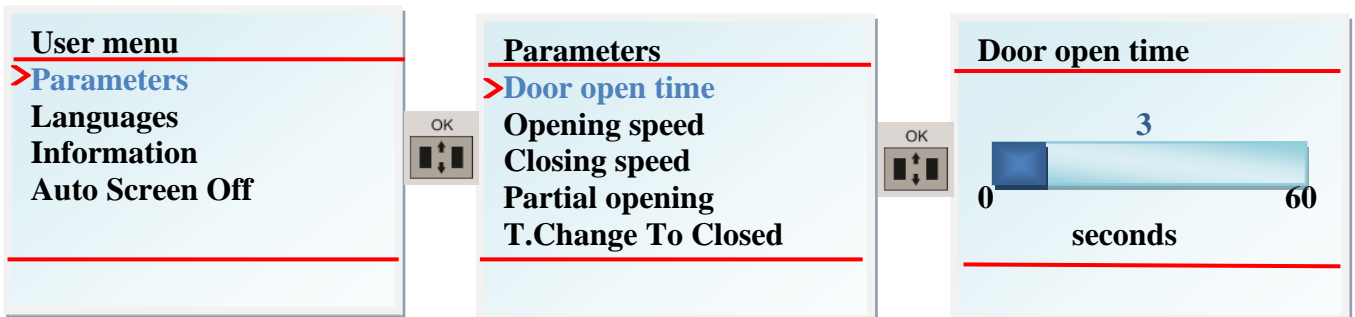 User menu
Parameters
Languages
Information
Auto Screen Off
OK
Parameters
Door open time
Opening speed
Closing speed
Partial opening
T.Change To Closed
OK
Door open time
3
0 60
seconds